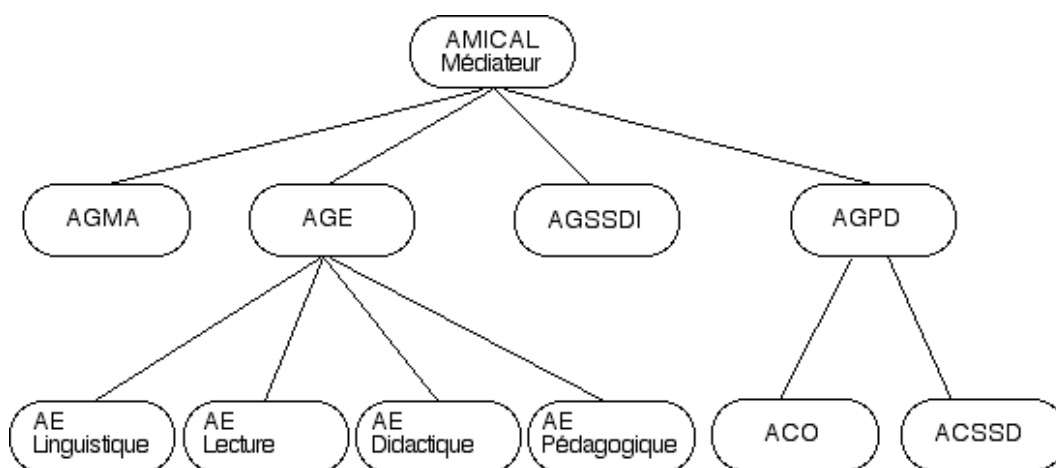 AMICAL
Médiateur
AGMA
AGE
AGSSDI
AGPD
AE
Linguistique
AE
Lecture
AE
Didactique
AE
Pédagogique
ACO
ACSSD